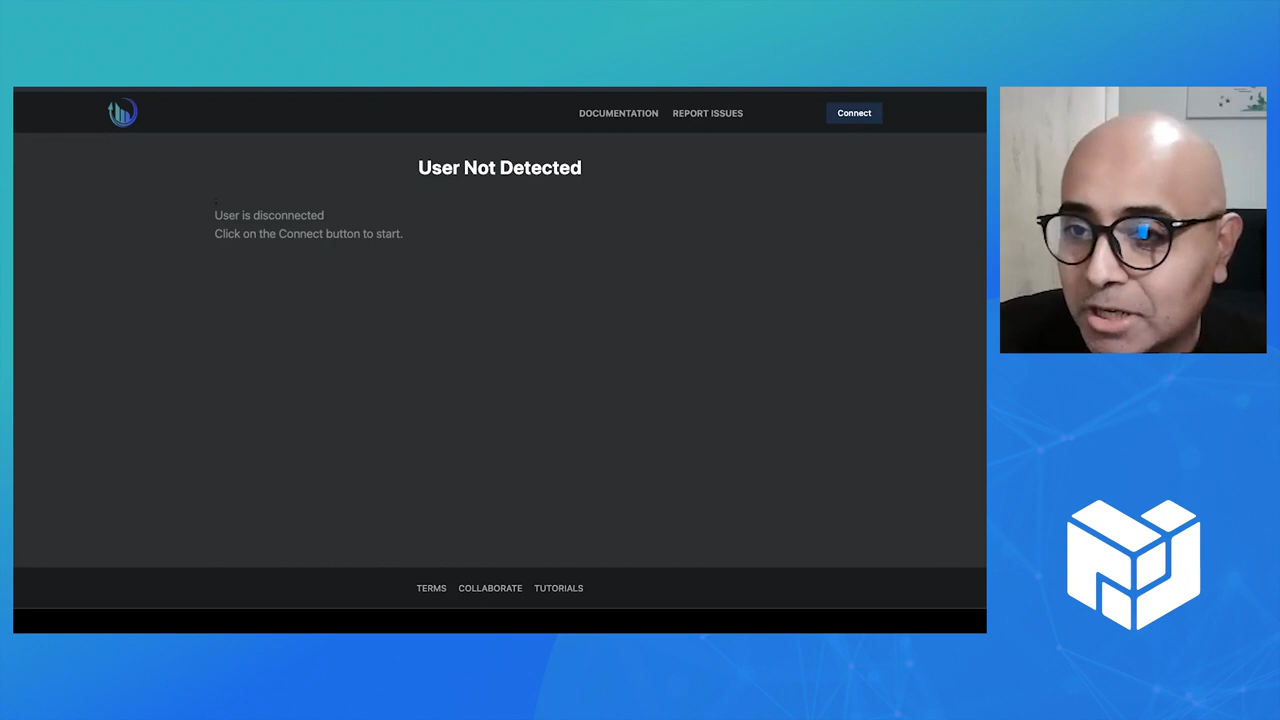 DOCUMENTATION REPORT ISSUES Connect
User Not Detected
User is disconnected
Click on the Connect button to start.
TERMS COLLABORATE TUTORIALS